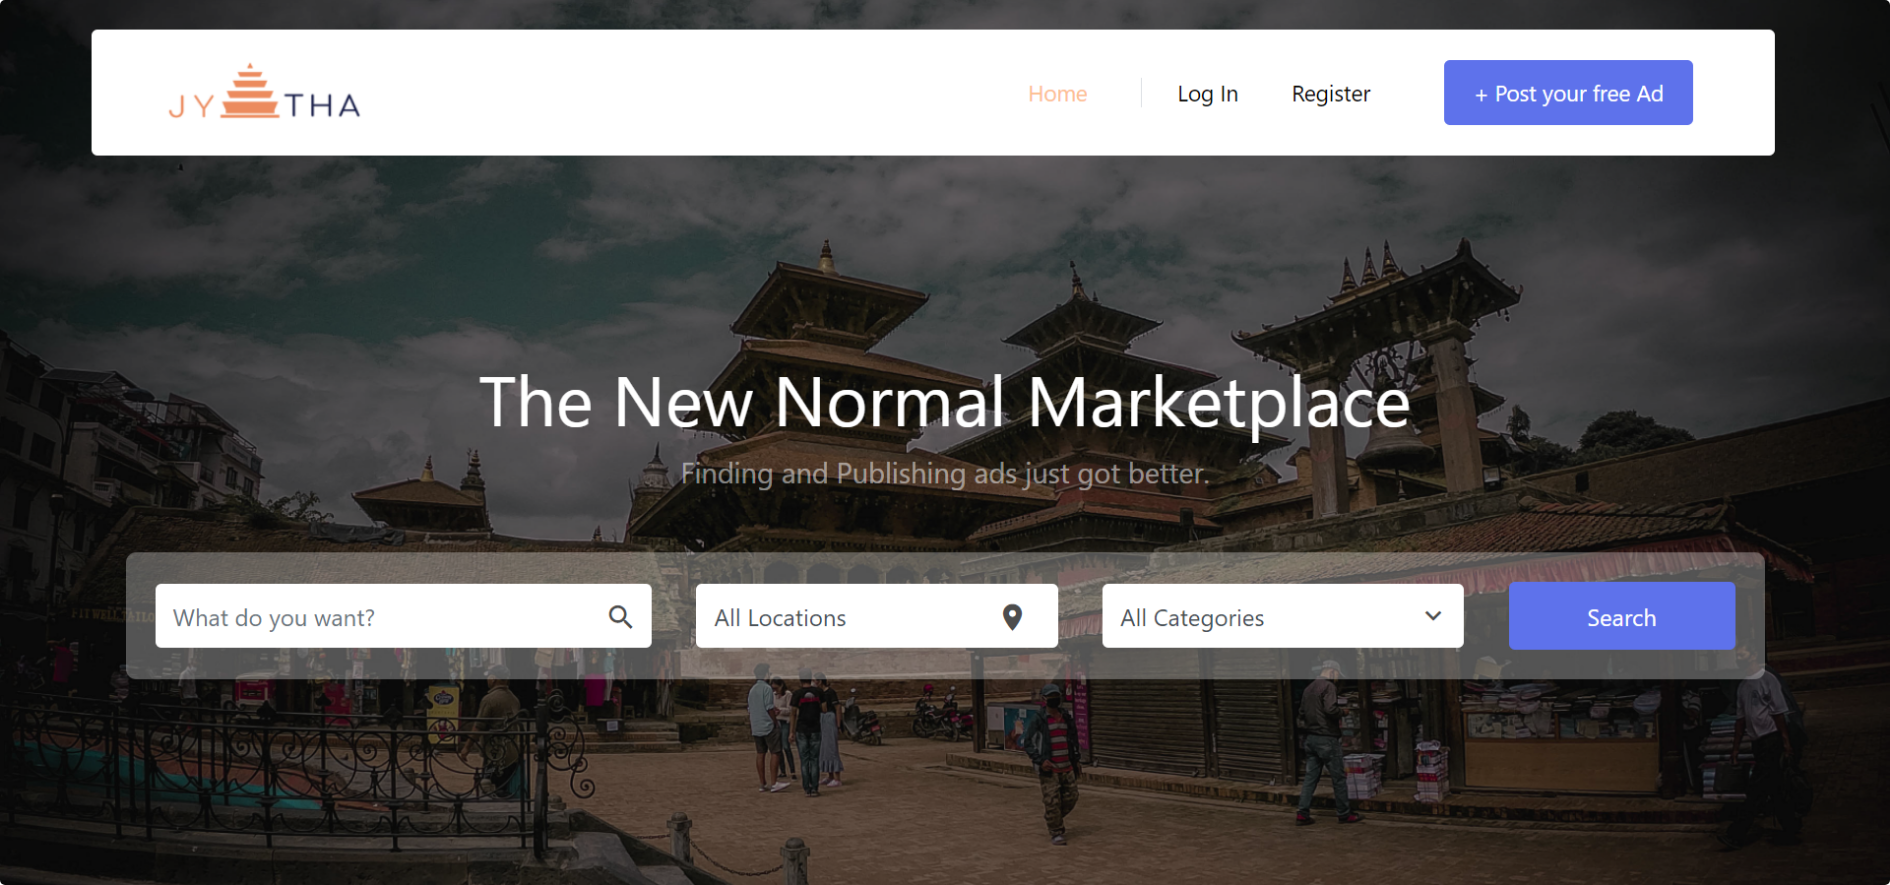 JY THA
Home
Log In
Register
+ Post your free Ad
The New Normal Marketplace
Finding and Publishing ads just got better.
What do you want?
All Locations
All Categories
Search